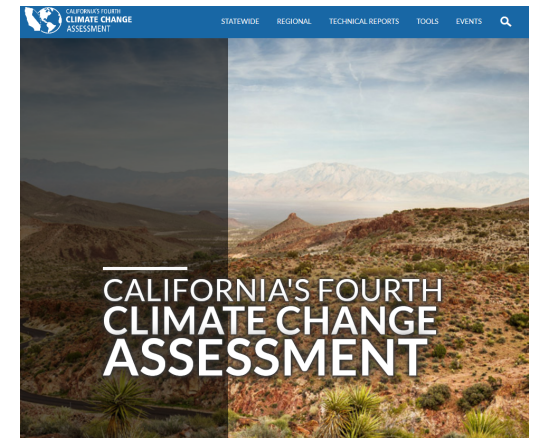 CALIFORNIA'S FOURTH
CLIMATE CHANGE
ASSESSMENT
STATEWIDE REGIONAL TECHNICAL REPORTS TOOLS EVENTS
CALIFORNIA'S FOURTH
CLIMATE CHANGE
ASSESSMENT